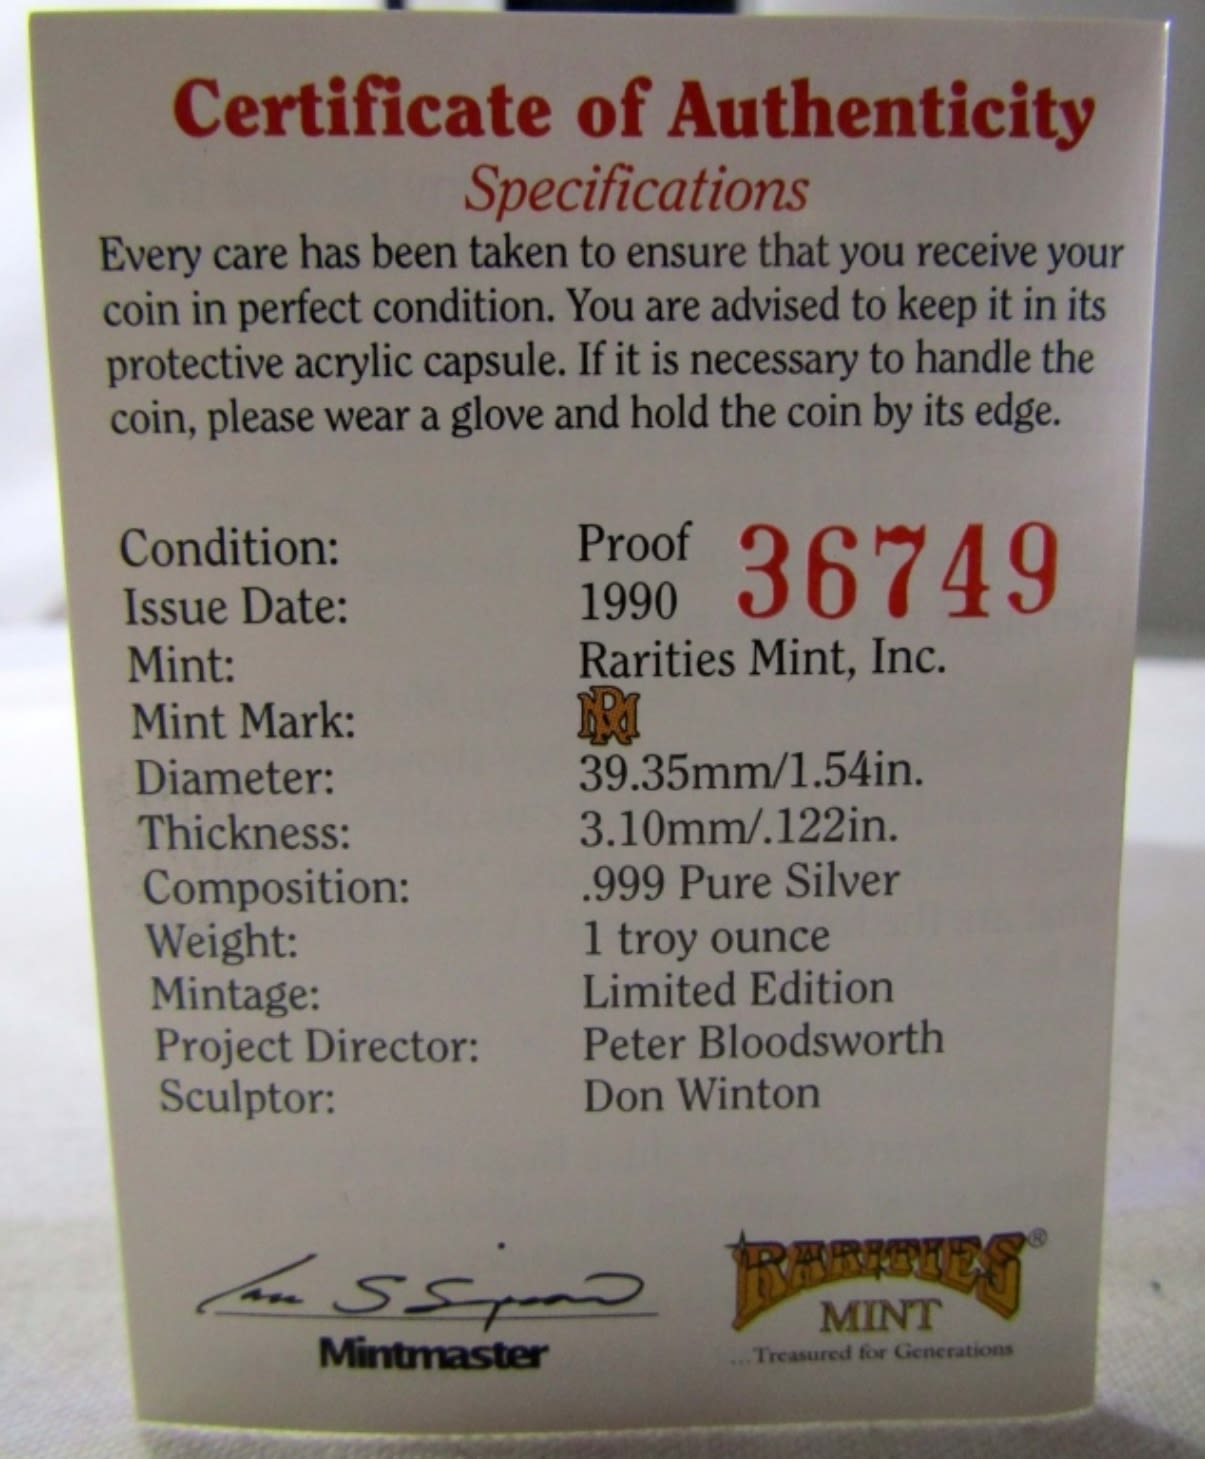 Certificate of Authenticity
Specifications
Every care has been taken to ensure that you receive your
coin in perfect condition. You are advised to keep it in its
protective acrylic capsule. If it is necessary to handle the
coin, please wear a glove and hold the coin by its edge.
Condition: Proof 36749
Issue Date: 1990
Mint: Rarities Mint, Inc.
Mint Mark: RM
Diameter: 39.35mm/1.54in.
Thickness: 3.10mm/.122in.
Composition: .999 Pure Silver
Weight: 1 troy ounce
Mintage: Limited Edition
Project Director: Peter Bloodsworth
Sculptor: Don Winton
Mintmaster
RARITIES®
MINT
...Treasured for Generations